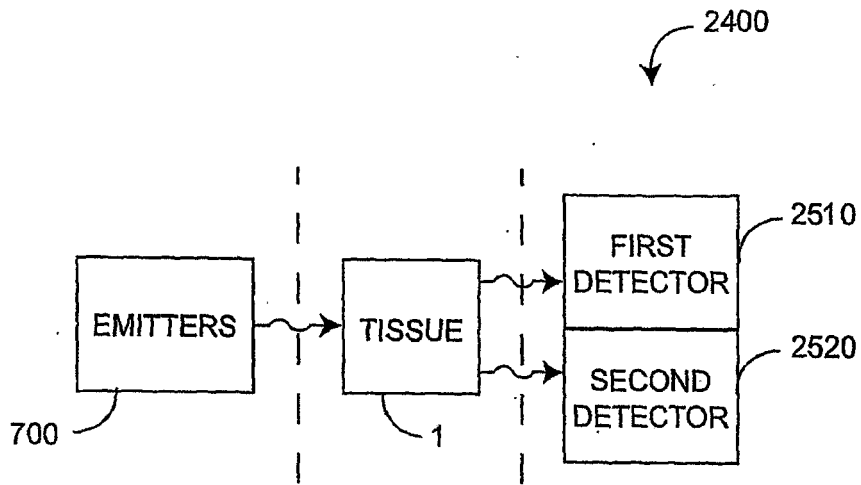 2400
2510
FIRST
DETECTOR
EMITTERS
TISSUE
2520
SECOND
DETECTOR
700
1